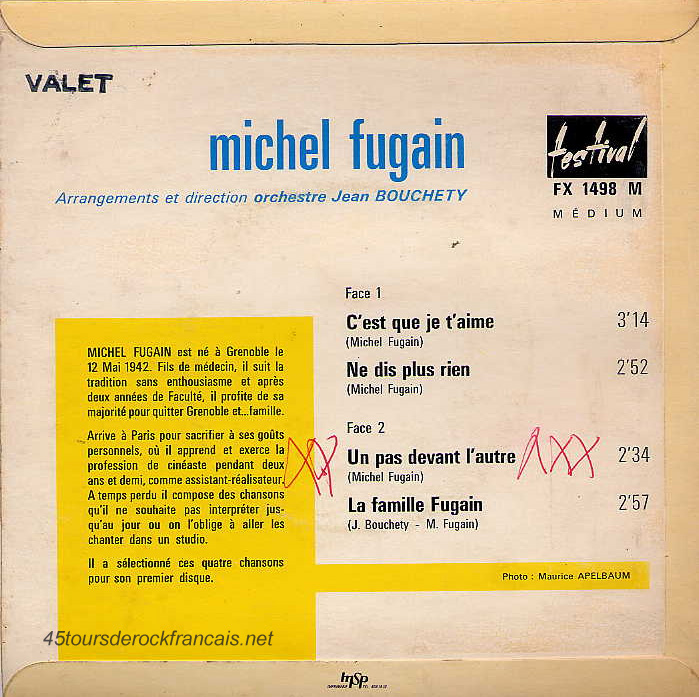 VALET
michel fugain
Arrangements et direction orchestre Jean BOUCHETY
festival
FX 1498 M
MÉDIUM
Face 1
C'est que je t'aime 3'14
(Michel Fugain)
Ne dis plus rien 2'52
(Michel Fugain)
Face 2
Un pas devant l'autre 2'34
(Michel Fugain)
La famille Fugain 2'57
(J. Bouchety - M. Fugain)
MICHEL FUGAIN est né à Grenoble le
12 Mai 1942. Fils de médecin, il suit la
tradition sans enthousiasme et après
deux années de Faculté, il profite de sa
majorité pour quitter Grenoble et...famille.
Arrive à Paris pour sacrifier à ses goûts
personnels, où il apprend et exerce la
profession de cinéaste pendant deux
ans et demi, comme assistant-réalisateur.
A temps perdu il compose des chansons
qu'il ne souhaite pas interpréter jus-
qu'au jour ou on l'oblige à aller les
chanter dans un studio.
Il a sélectionné ces quatre chansons
pour son premier disque.
Photo : Maurice APELBAUM
45toursderockfrancais.net